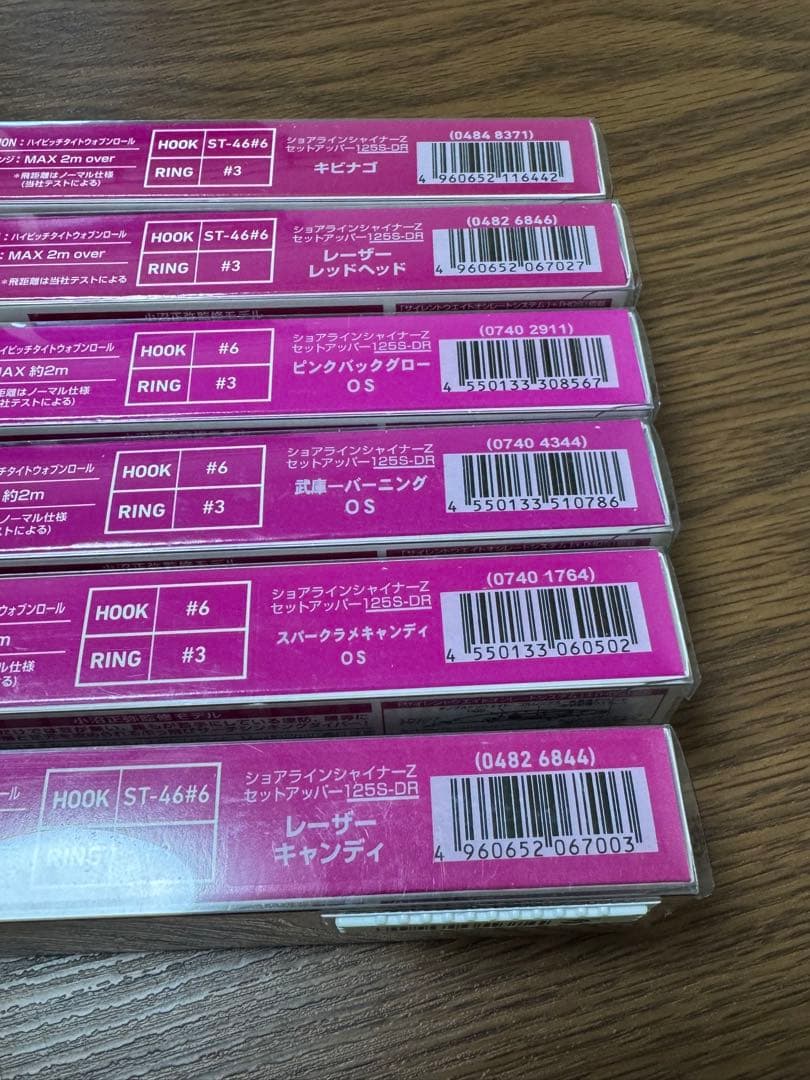 ION：ハイピッチタイトウォブンロール
ンジ：MAX 2m over
＊飛距離はノーマル仕様
(当社テストによる)
HOOK ST-46#6
RING #3
ショアラインシャイナーZ
セットアッパー125S-DR
キビナゴ
(0484 8371)
4 960652 116442
：ハイピッチタイトウォブンロール
：MAX 2m over
＊飛距離は当社テストによる
HOOK ST-46#6
RING #3
ショアラインシャイナーZ
セットアッパー125S-DR
レーザー
レッドヘッド
(0482 6846)
4 960652 067027
小沼正弥監修モデル
イピッチタイトウォブンロール
MAX 約2m
距離はノーマル仕様
社テストによる)
HOOK #6
RING #3
ショアラインシャイナーZ
セットアッパー125S-DR
ピンクバックグロー
OS
(0740 2911)
4 550133 308567
チタイトウォブンロール
約2m
ノーマル仕様
ストによる)
HOOK #6
RING #3
ショアラインシャイナーZ
セットアッパー125S-DR
武庫一バーニング
OS
(0740 4344)
4 550133 510786
ウォブンロール
m
ル仕様
る)
HOOK #6
RING #3
ショアラインシャイナーZ
セットアッパー125S-DR
スパークラメキャンディ
OS
(0740 1764)
4 550133 060502
小沼正弥監修モデル
ール
HOOK ST-46#6
RING
ショアラインシャイナーZ
セットアッパー125S-DR
レーザー
キャンディ
(0482 6844)
4 960652 067003